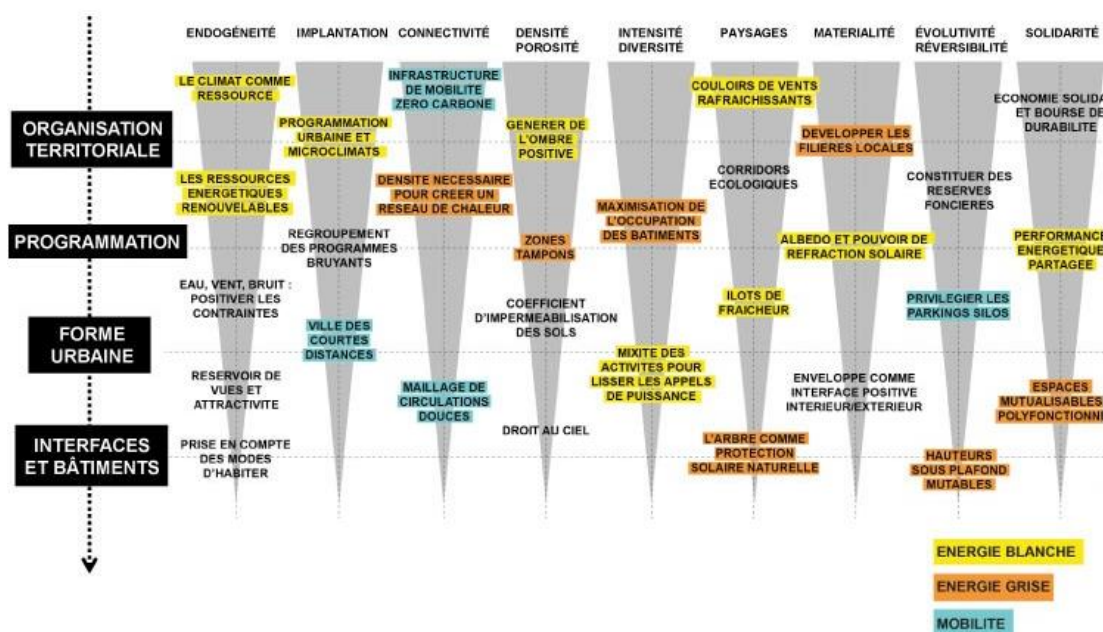 ENDOGÉNEITÉ
IMPLANTATION
CONNECTIVITÉ
DENSITÉ
POROSITÉ
INTENSITÉ
DIVERSITÉ
PAYSAGES
MATERIALITÉ
ÉVOLUTIVITÉ
RÉVERSIBILITÉ
SOLIDARITÉ
ORGANISATION
TERRITORIALE
PROGRAMMATION
FORME
URBAINE
INTERFACES
ET BÂTIMENTS
LE CLIMAT COMME
RESSOURCE
LES RESSOURCES
ENERGETIQUES
RENOUVELABLES
EAU, VENT, BRUIT :
POSITIVER LES
CONTRAINTES
RESERVOIR DE
VUES ET
ATTRACTIVITE
PRISE EN COMPTE
DES MODES
D'HABITER
PROGRAMMATION
URBAINE ET
MICROCLIMATS
REGROUPEMENT
DES PROGRAMMES
BRUYANTS
VILLE DES
COURTES
DISTANCES
INFRASTRUCTURE
DE MOBILITE
ZERO CARBONE
DENSITE NECESSAIRE
POUR CREER UN
RESEAU DE CHALEUR
MAILLAGE DE
CIRCULATIONS
DOUCES
GENERER DE
L'OMBRE
POSITIVE
ZONES
TAMPONS
COEFFICIENT
D'IMPERMEABILISATION
DES SOLS
DROIT AU CIEL
MAXIMISATION DE
L'OCCUPATION
DES BATIMENTS
MIXITE DES
ACTIVITES POUR
LISSER LES APPELS
DE PUISSANCE
COULOIRS DE VENTS
RAFRAICHISSANTS
CORRIDORS
ECOLOGIQUES
ILOTS DE
FRAICHEUR
L'ARBRE COMME
PROTECTION
SOLAIRE NATURELLE
DEVELOPPER LES
FILIERES LOCALES
ALBEDO ET POUVOIR DE
REFRACTION SOLAIRE
ENVELOPPE COMME
INTERFACE POSITIVE
INTERIEUR/EXTERIEUR
CONSTITUER DES
RESERVES
FONCIERES
PRIVILEGIER LES
PARKINGS SILOS
HAUTEURS
SOUS PLAFOND
MUTABLES
ECONOMIE SOLIDA
ET BOURSE DE
DURABILITE
PERFORMANCE
ENERGETIQUE
PARTAGEE
ESPACES
MUTUALISABLES
POLYFONCTIONNE
ENERGIE BLANCHE
ENERGIE GRISE
MOBILITE